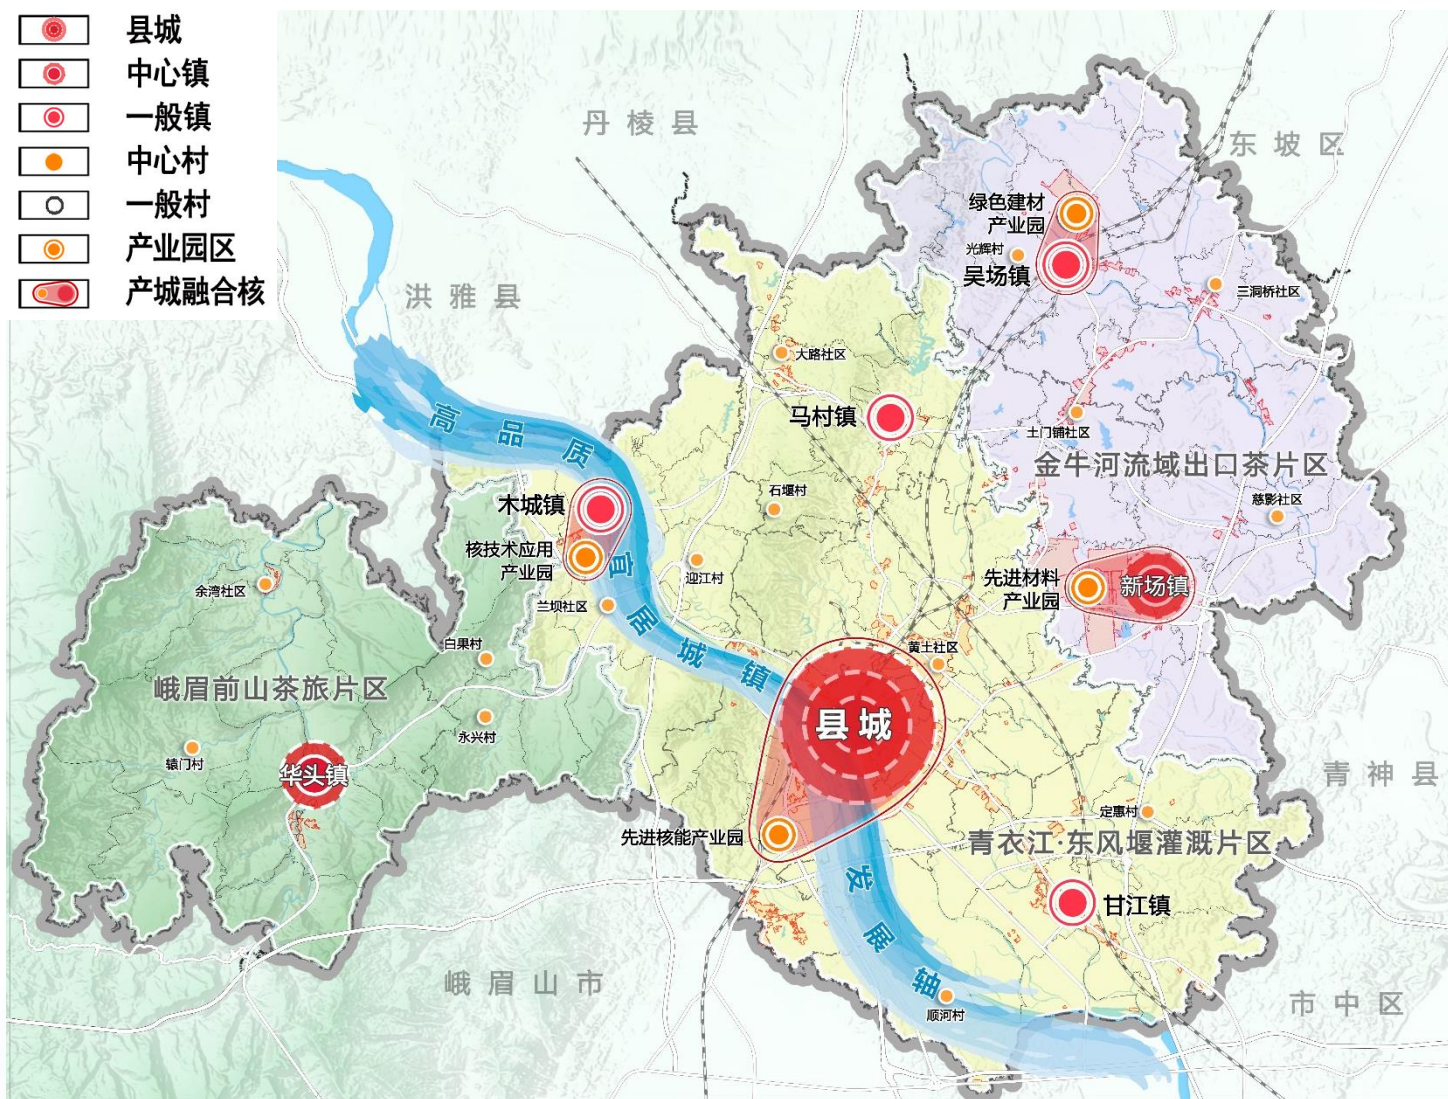 县城
中心镇
一般镇
中心村
一般村
产业园区
产城融合核
丹棱县
东坡区
洪雅县
绿色建材
产业园
光辉村
吴场镇
三洞桥社区
大路社区
马村镇
土门铺社区
金牛河流域出口茶片区
高品质宜居城镇发展轴
木城镇
石堰村
慈影社区
核技术应用
产业园
迎江村
先进材料
产业园
新场镇
余湾社区
兰坝社区
白果村
黄土社区
峨眉前山茶旅片区
永兴村
县城
辕门村
华头镇
青神县
定惠村
先进核能产业园
青衣江·东风堰灌溉片区
甘江镇
峨眉山市
顺河村
市中区